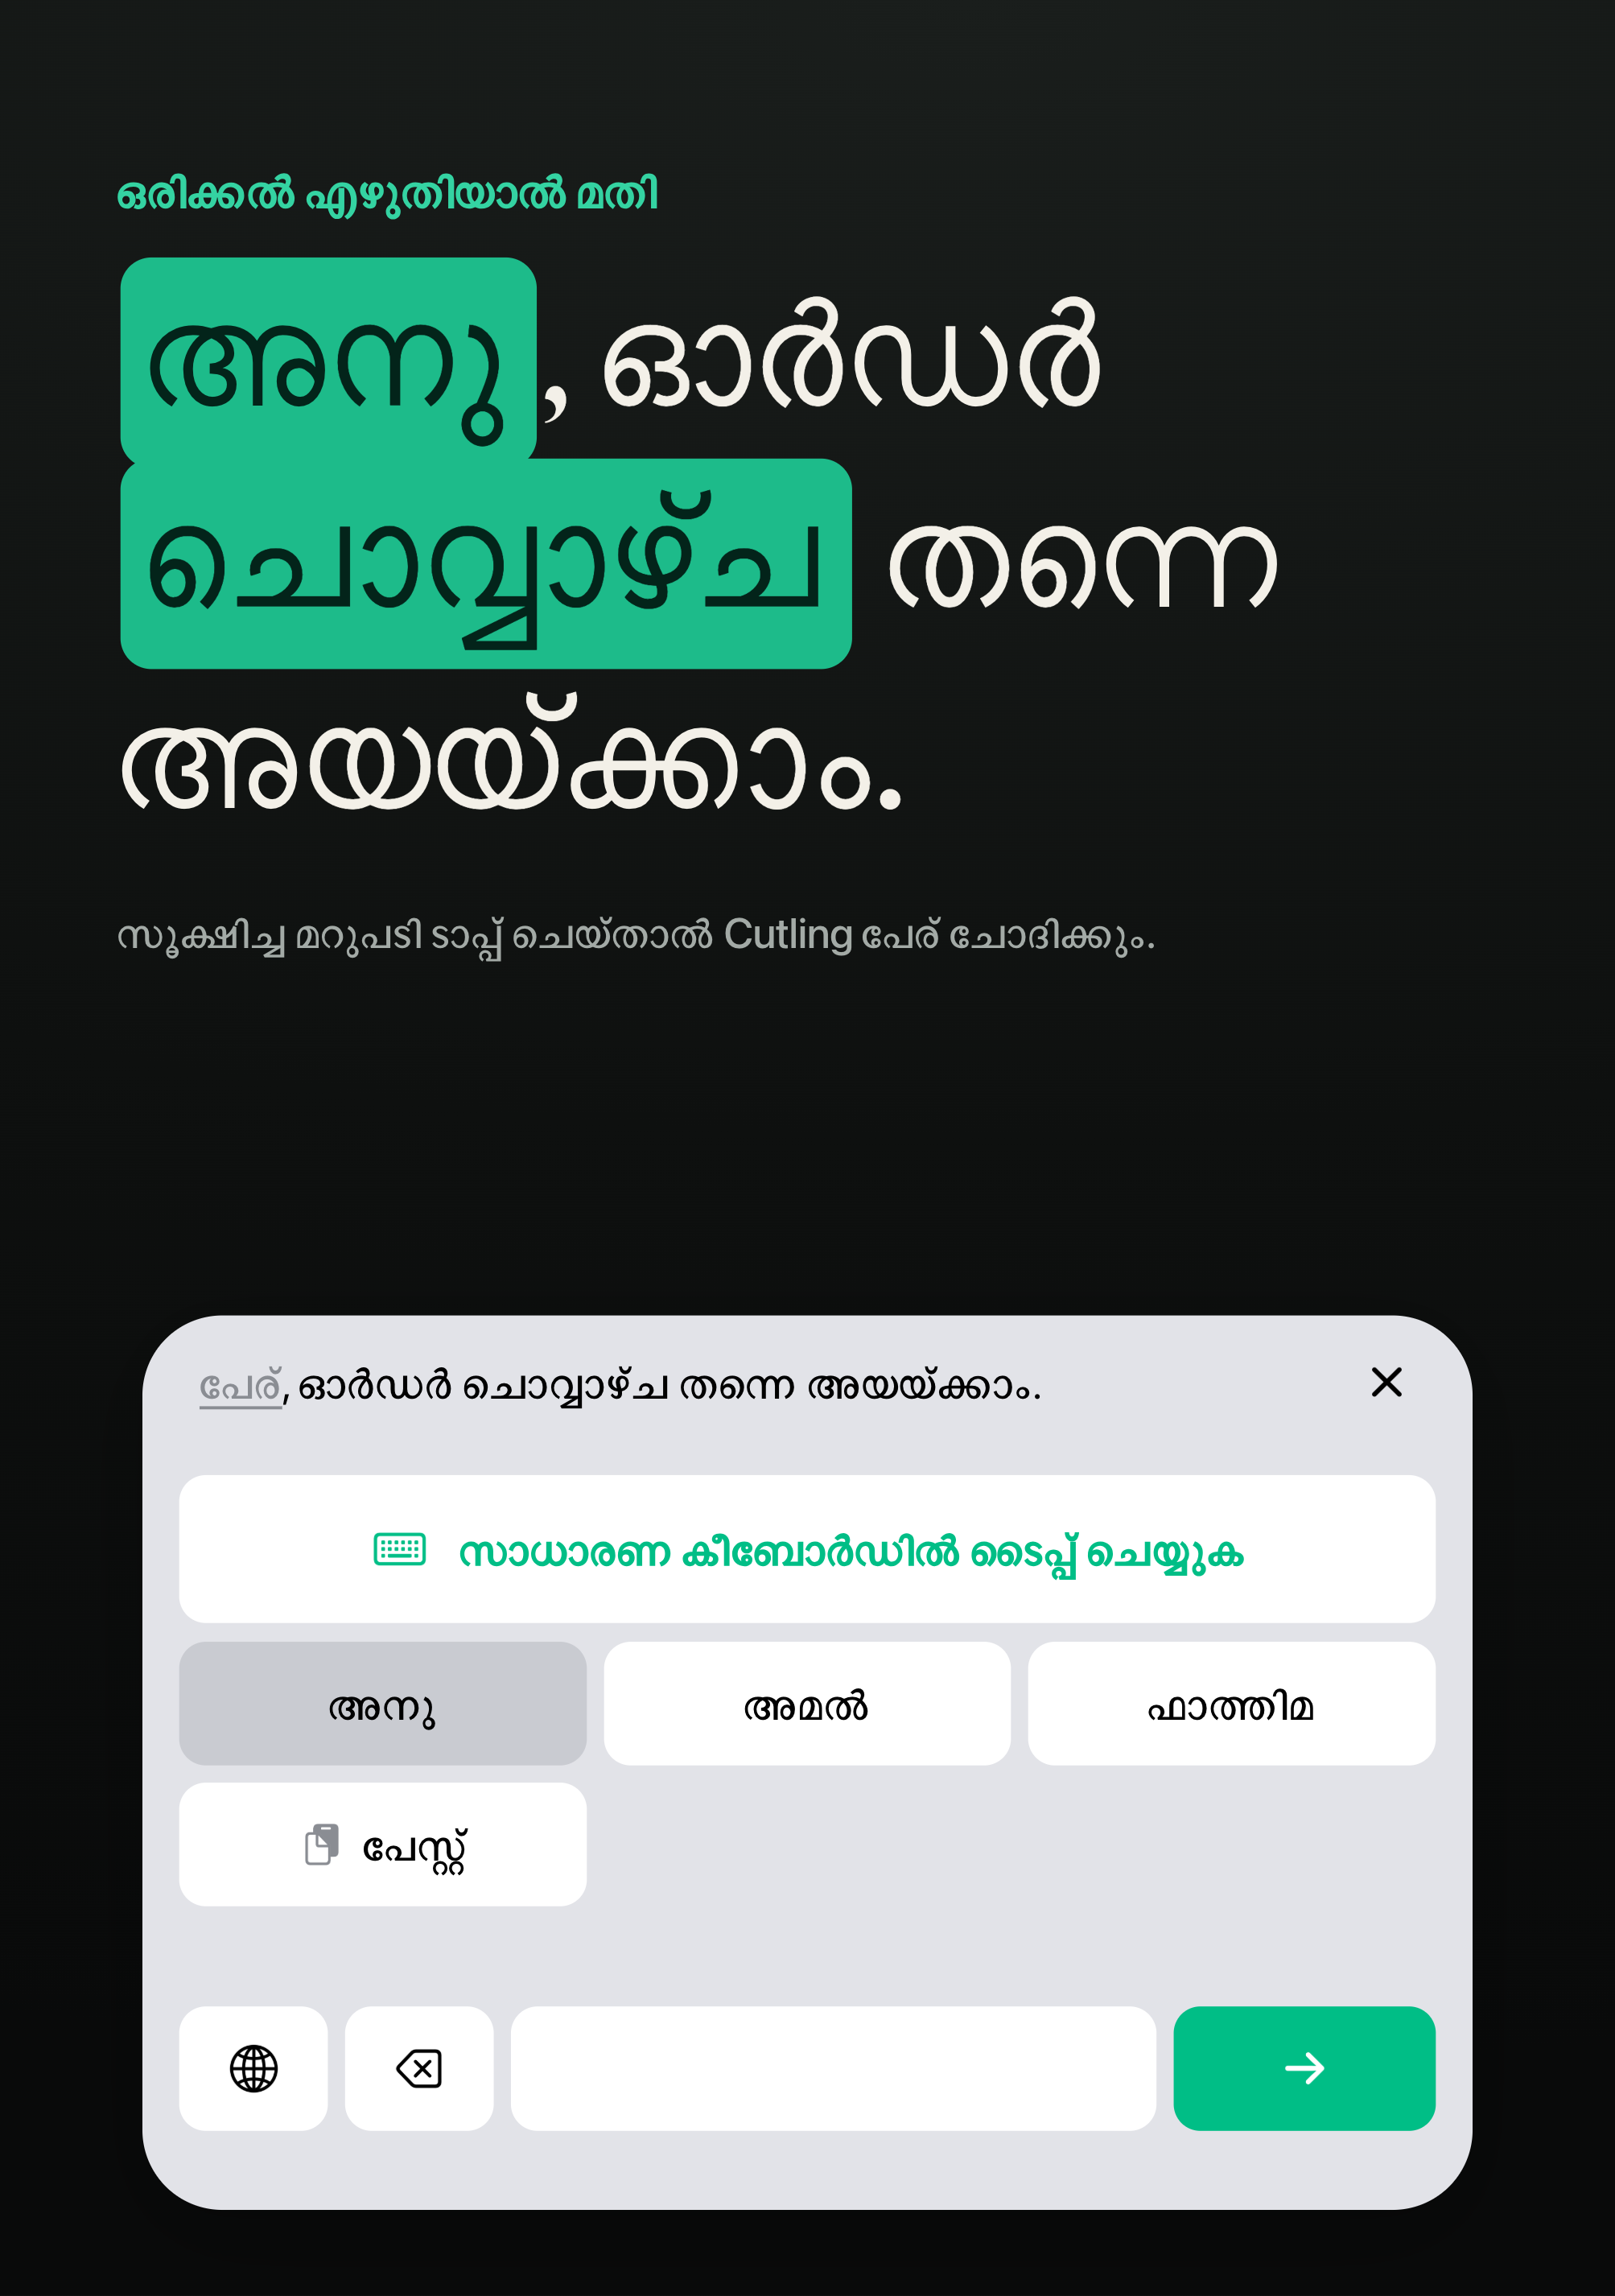 ഒരിക്കൽ എഴുതിയാൽ മതി
അനു, ഓർഡർ
ചൊവ്വാഴ്ച തന്നെ
അയയ്ക്കാം.
സൂക്ഷിച്ച മറുപടി ടാപ്പ് ചെയ്താൽ Cutling പേര് ചോദിക്കും.
പേര്, ഓർഡർ ചൊവ്വാഴ്ച തന്നെ അയയ്ക്കാം.
സാധാരണ കീബോർഡിൽ ടൈപ്പ് ചെയ്യുക
അനു
അമൽ
ഫാത്തിമ
പേസ്റ്റ്